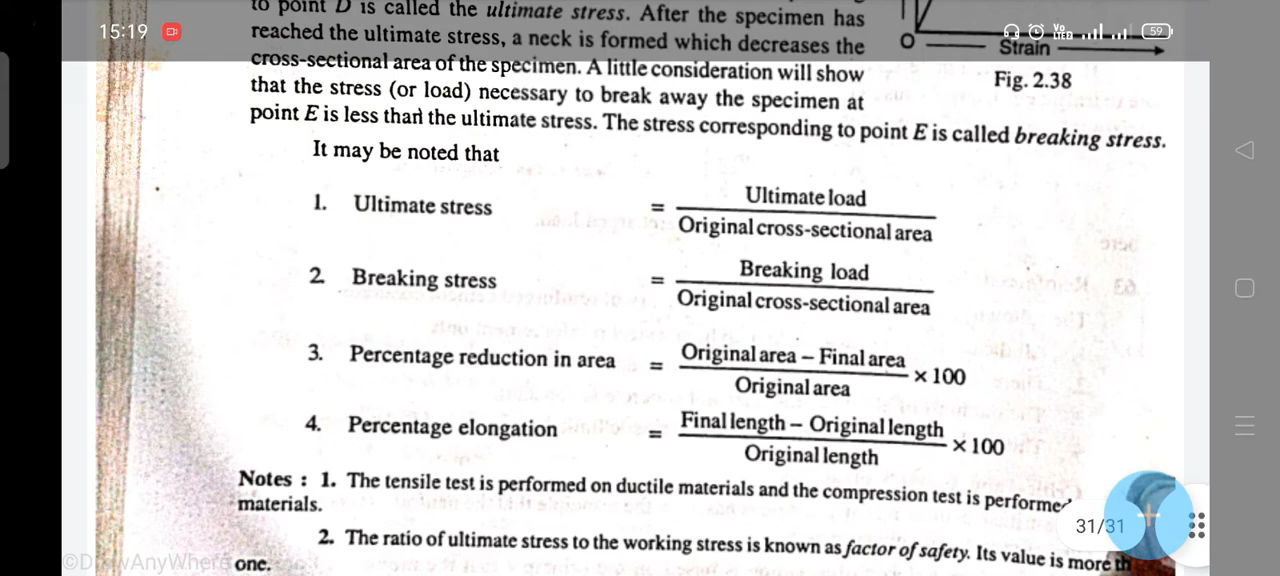 to point D is called the ultimate stress. After the specimen has
15:19
59
reached the ultimate stress, a neck is formed which decreases the
O Strain
cross-sectional area of the specimen. A little consideration will show
Fig. 2.38
that the stress (or load) necessary to break away the specimen at
point E is less than the ultimate stress. The stress corresponding to point E is called breaking stress.
It may be noted that
1. Ultimate stress = Ultimate load
Original cross-sectional area
2. Breaking stress = Breaking load
Original cross-sectional area
3. Percentage reduction in area = Original area – Final area × 100
Original area
4. Percentage elongation = Final length – Original length × 100
Original length
Notes : 1. The tensile test is performed on ductile materials and the compression test is performed
materials.
31/31
2. The ratio of ultimate stress to the working stress is known as factor of safety. Its value is more th
©DrawAnyWhere
one.